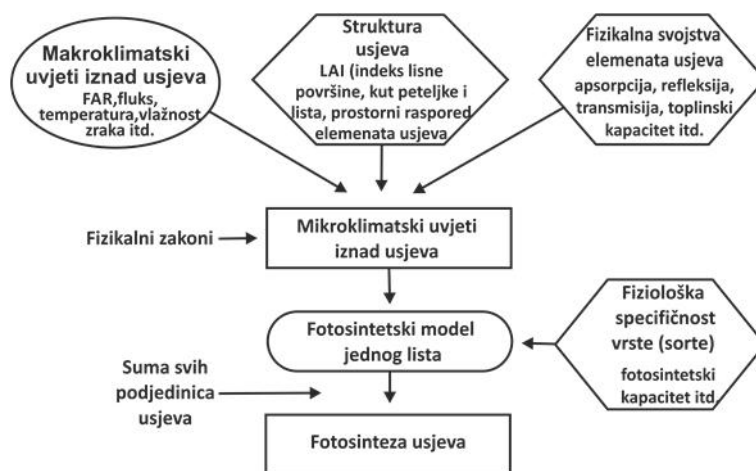 Makroklimatski
uvjeti iznad usjeva
FAR,fluks,
temperatura,vlažnost
zraka itd.
Struktura
usjeva
LAI (indeks lisne
površine, kut peteljke i
lista, prostorni raspored
elemenata usjeva
Fizikalna svojstva
elemenata usjeva
apsorpcija, refleksija,
transmisija, toplinski
kapacitet itd.
Fizikalni zakoni
Mikroklimatski uvjeti
iznad usjeva
Fotosintetski model
jednog lista
Fiziološka
specifičnost
vrste (sorte)
fotosintetski
kapacitet itd.
Suma svih
podjedinica
usjeva
Fotosinteza usjeva